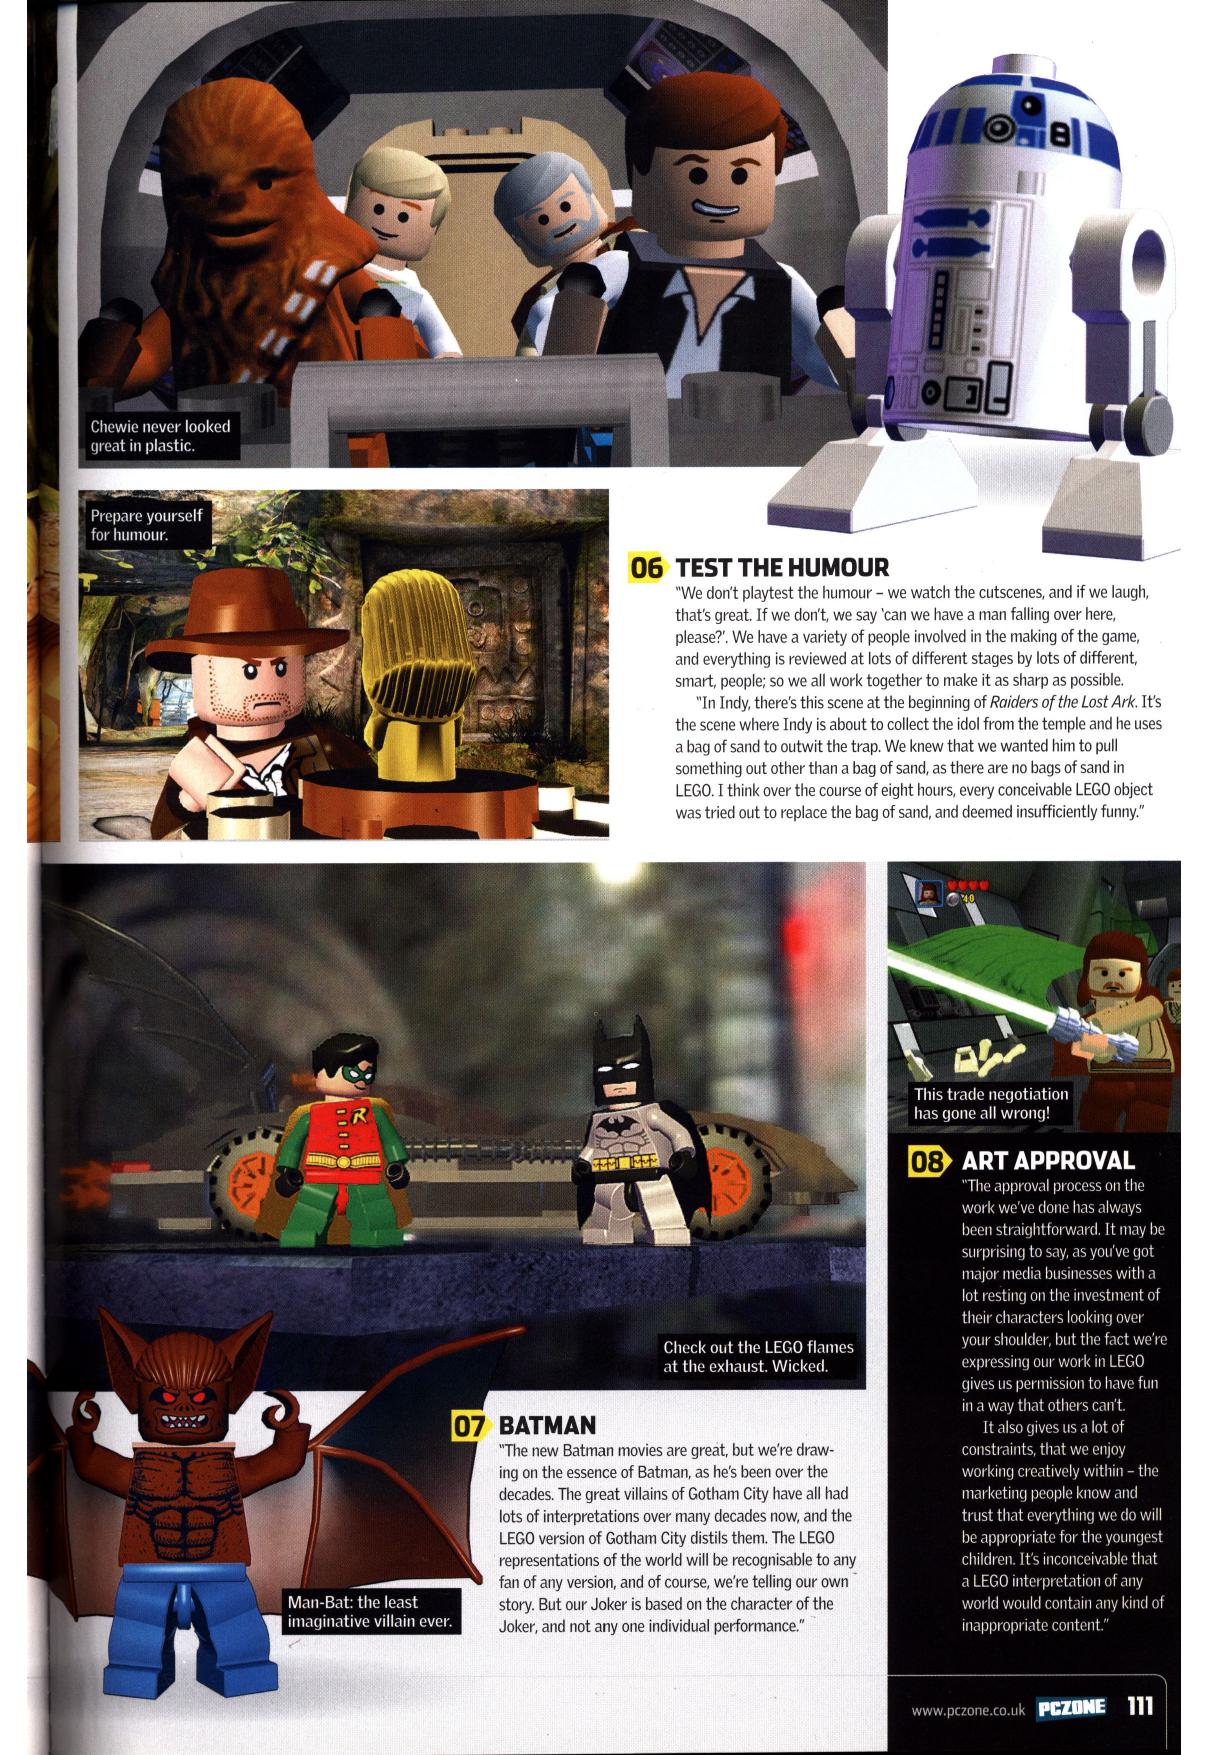 Chewie never looked
great in plastic.
Prepare yourself
for humour.
06 TEST THE HUMOUR
"We don't playtest the humour – we watch the cutscenes, and if we laugh,
that's great. If we don't, we say 'can we have a man falling over here,
please?'. We have a variety of people involved in the making of the game,
and everything is reviewed at lots of different stages by lots of different,
smart, people; so we all work together to make it as sharp as possible.
"In Indy, there's this scene at the beginning of Raiders of the Lost Ark. It's
the scene where Indy is about to collect the idol from the temple and he uses
a bag of sand to outwit the trap. We knew that we wanted him to pull
something out other than a bag of sand, as there are no bags of sand in
LEGO. I think over the course of eight hours, every conceivable LEGO object
was tried out to replace the bag of sand, and deemed insufficiently funny."
R
Check out the LEGO flames
at the exhaust. Wicked.
Man-Bat: the least
imaginative villain ever.
07 BATMAN
"The new Batman movies are great, but we're draw-
ing on the essence of Batman, as he's been over the
decades. The great villains of Gotham City have all had
lots of interpretations over many decades now, and the
LEGO version of Gotham City distils them. The LEGO
representations of the world will be recognisable to any
fan of any version, and of course, we're telling our own
story. But our Joker is based on the character of the
Joker, and not any one individual performance."
40
This trade negotiation
has gone all wrong!
08 ART APPROVAL
"The approval process on the
work we've done has always
been straightforward. It may be
surprising to say, as you've got
major media businesses with a
lot resting on the investment of
their characters looking over
your shoulder, but the fact we're
expressing our work in LEGO
gives us permission to have fun
in a way that others can't.
It also gives us a lot of
constraints, that we enjoy
working creatively within – the
marketing people know and
trust that everything we do will
be appropriate for the youngest
children. It's inconceivable that
a LEGO interpretation of any
world would contain any kind of
inappropriate content."
www.pczone.co.uk PCZONE 111